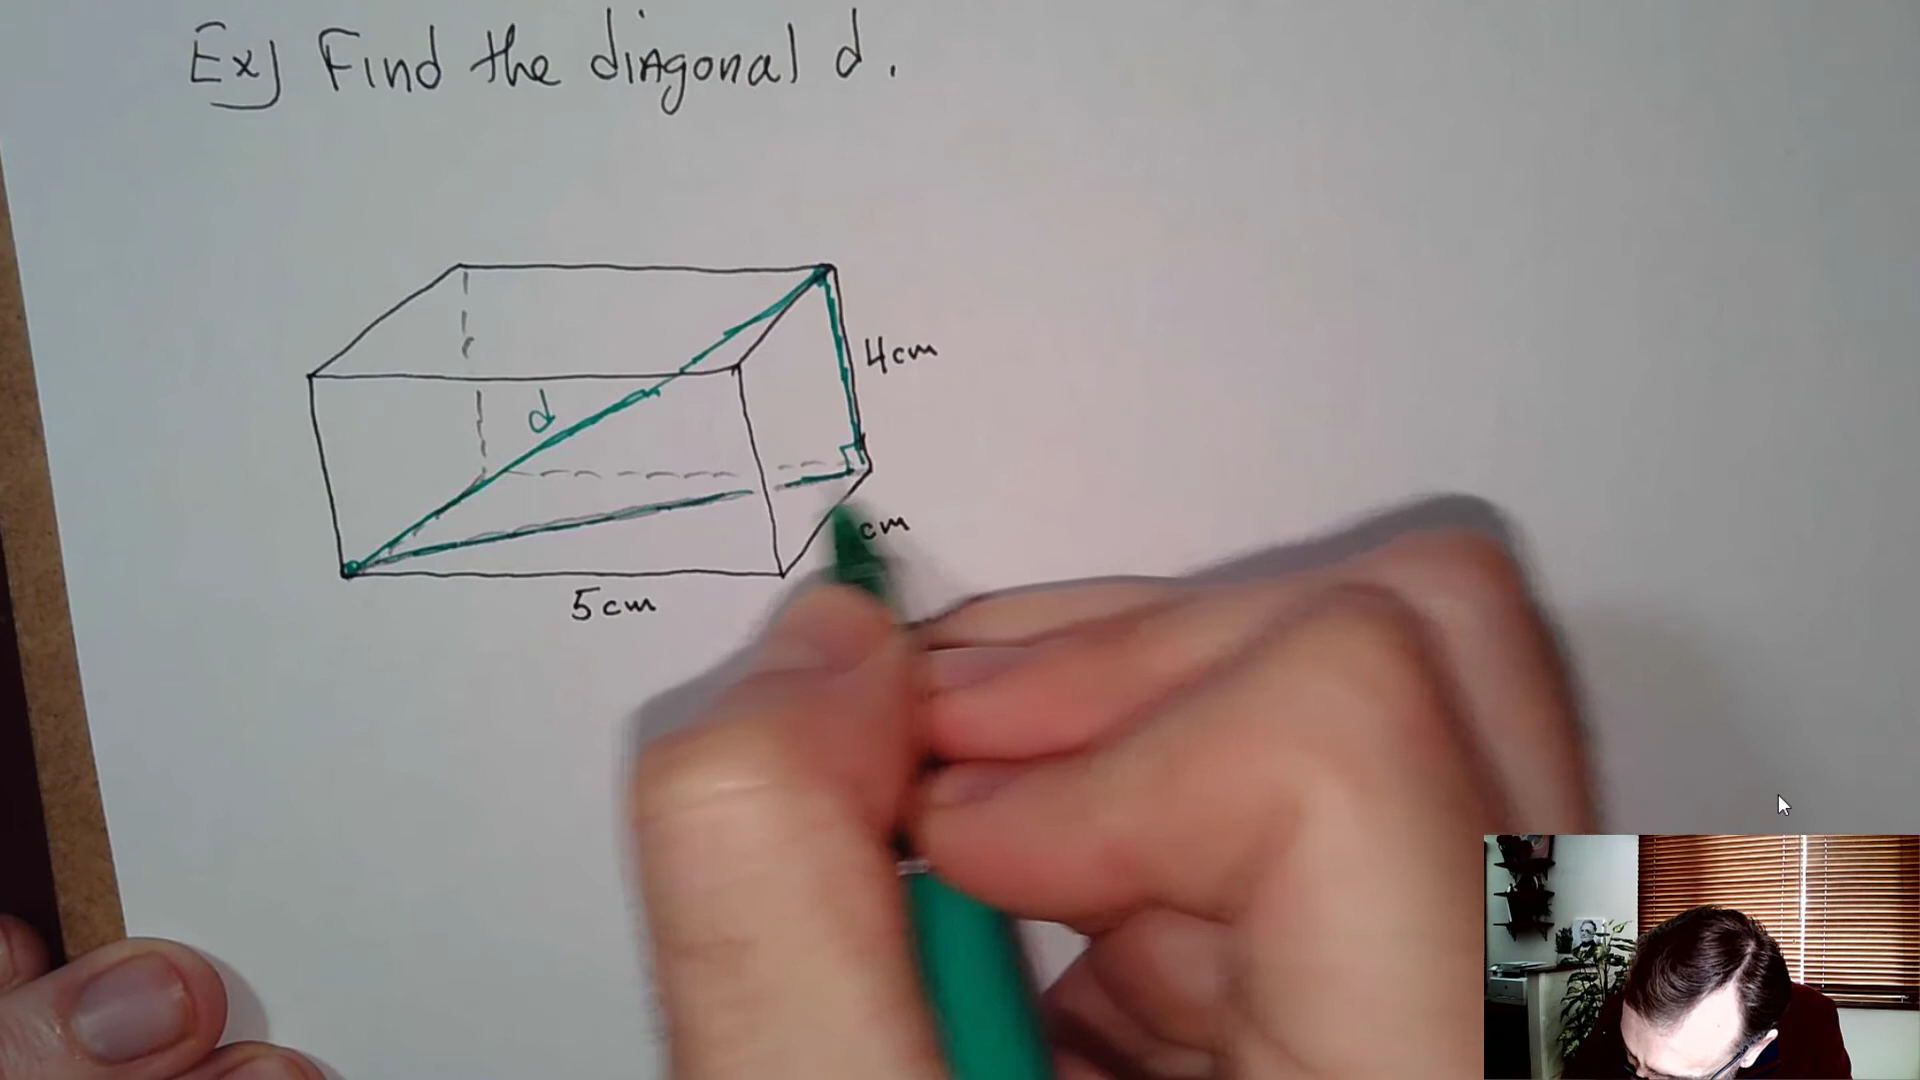 Ex) Find the diagonal d.
4cm
d
cm
5cm